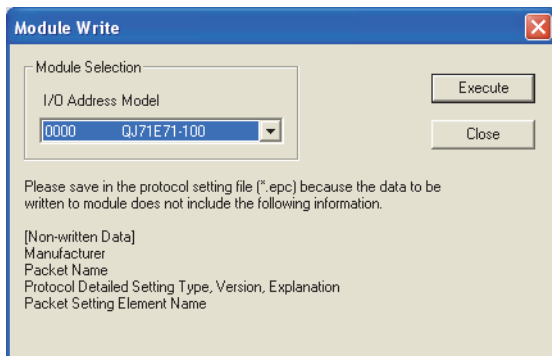 Module Write
Module Selection
I/O Address Model
0000 QJ71E71-100
Execute
Close
Please save in the protocol setting file (*.epc) because the data to be
written to module does not include the following information.
[Non-written Data]
Manufacturer
Packet Name
Protocol Detailed Setting Type, Version, Explanation
Packet Setting Element Name